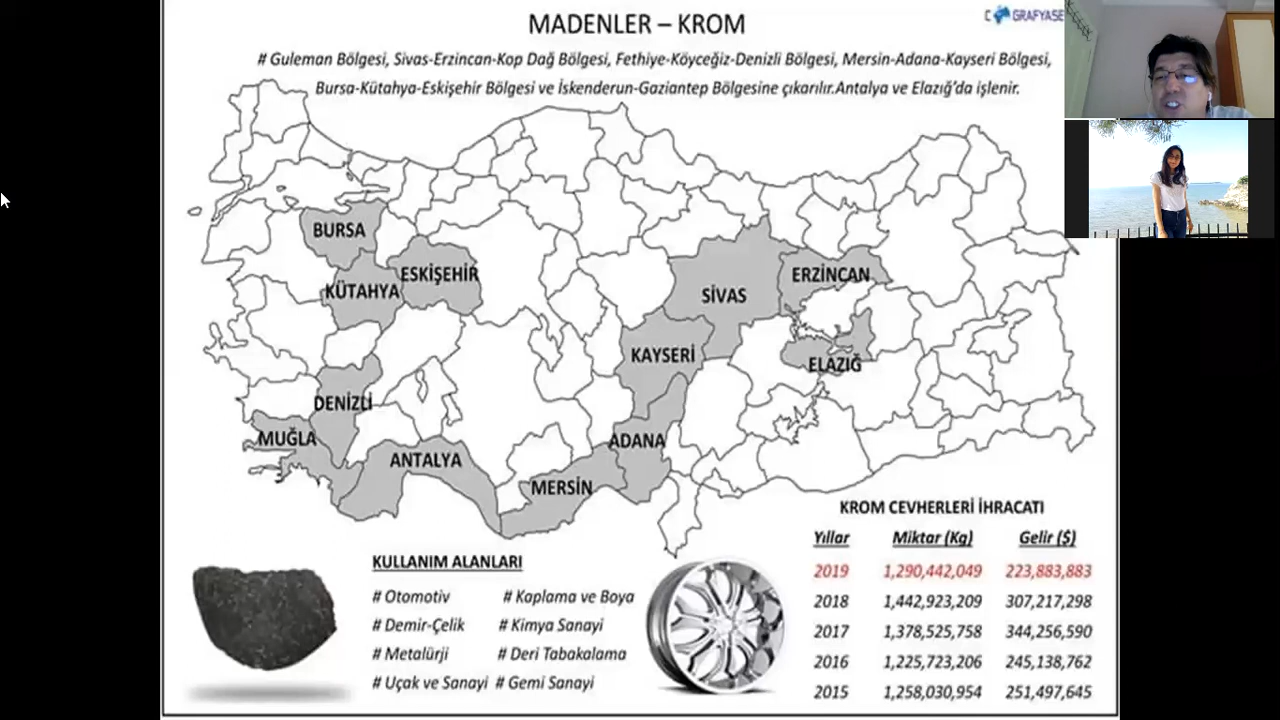 MADENLER – KROM
C GRAFYASE
# Guleman Bölgesi, Sivas-Erzincan-Kop Dağ Bölgesi, Fethiye-Köyceğiz-Denizli Bölgesi, Mersin-Adana-Kayseri Bölgesi,
Bursa-Kütahya-Eskişehir Bölgesi ve İskenderun-Gaziantep Bölgesine çıkarılır.Antalya ve Elazığ'da işlenir.
BURSA
ESKİŞEHİR
KÜTAHYA
ERZİNCAN
SİVAS
KAYSERİ
ELAZIĞ
DENİZLİ
MUĞLA
ANTALYA
ADANA
MERSİN
KROM CEVHERLERİ İHRACATI
Yıllar Miktar (Kg) Gelir ($)
2019 1,290,442,049 223,883,883
2018 1,442,923,209 307,217,298
2017 1,378,525,758 344,256,590
2016 1,225,723,206 245,138,762
2015 1,258,030,954 251,497,645
KULLANIM ALANLARI
# Otomotiv # Kaplama ve Boya
# Demir-Çelik # Kimya Sanayi
# Metalürji # Deri Tabakalama
# Uçak ve Sanayi # Gemi Sanayi